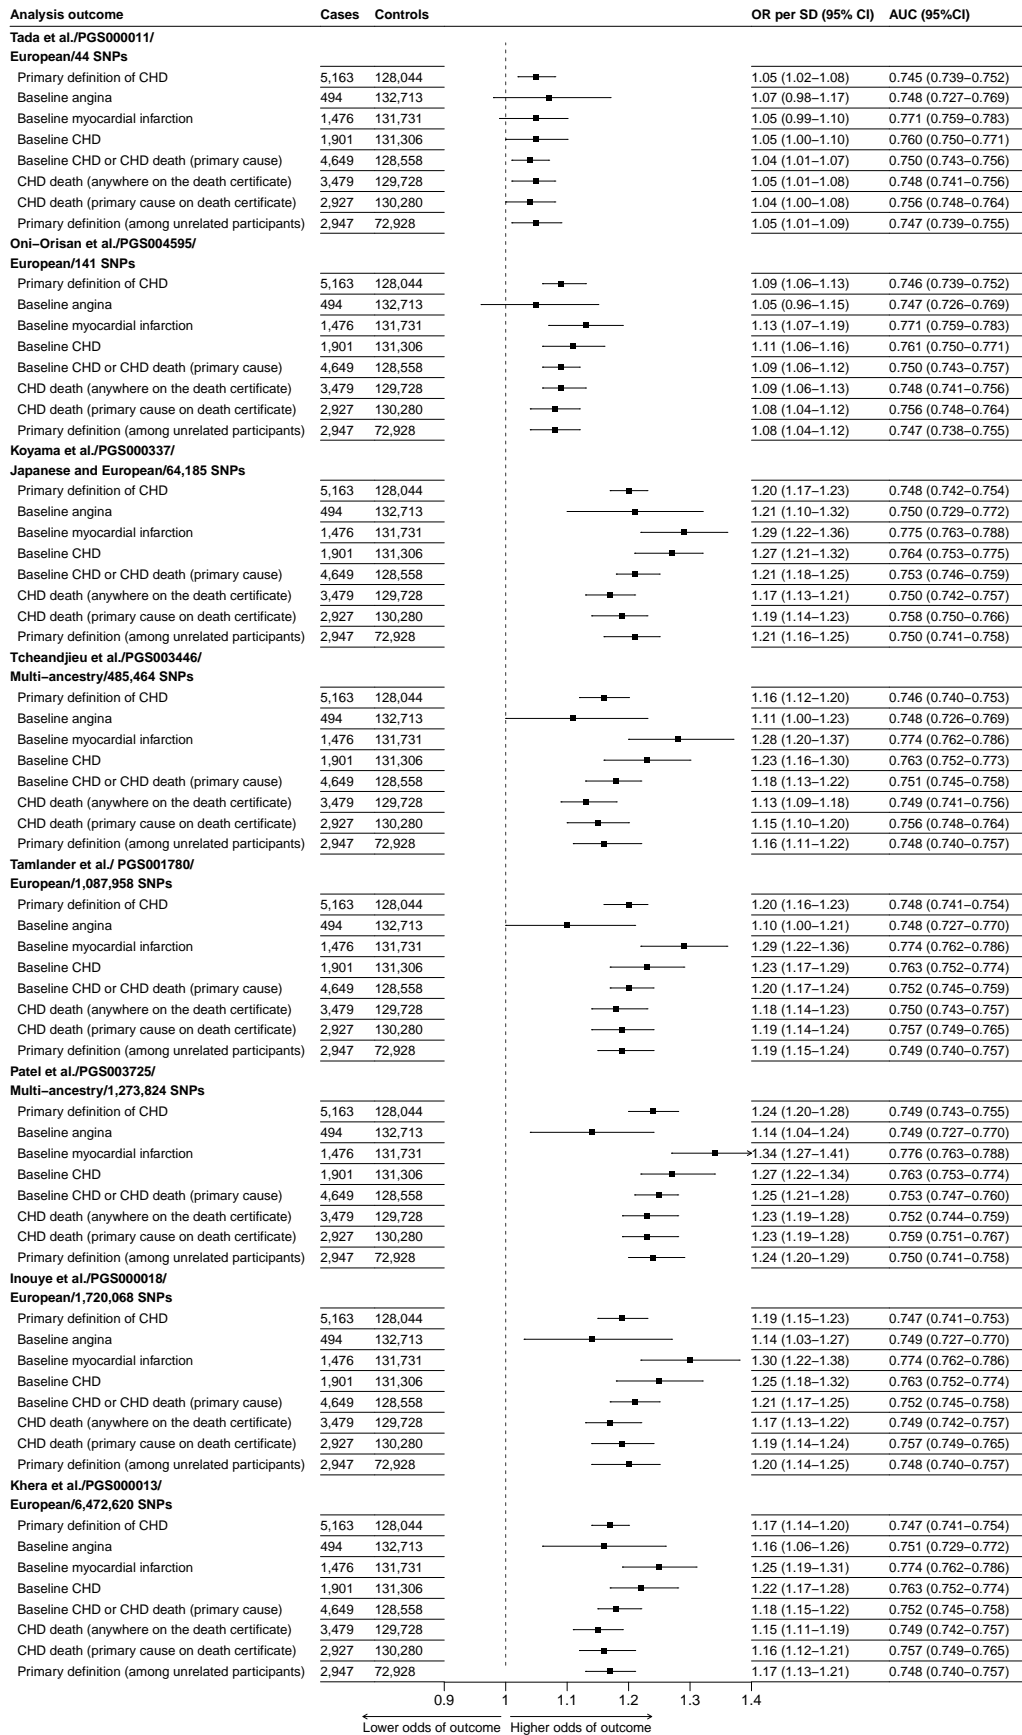 Analysis outcome Cases Controls OR per SD (95% CI) AUC (95%CI)
Tada et al./PGS000011/
European/44 SNPs
Primary definition of CHD 5,163 128,044 1.05 (1.02−1.08) 0.745 (0.739−0.752)
Baseline angina 494 132,713 1.07 (0.98−1.17) 0.748 (0.727−0.769)
Baseline myocardial infarction 1,476 131,731 1.05 (0.99−1.10) 0.771 (0.759−0.783)
Baseline CHD 1,901 131,306 1.05 (1.00−1.10) 0.760 (0.750−0.771)
Baseline CHD or CHD death (primary cause) 4,649 128,558 1.04 (1.01−1.07) 0.750 (0.743−0.756)
CHD death (anywhere on the death certificate) 3,479 129,728 1.05 (1.01−1.08) 0.748 (0.741−0.756)
CHD death (primary cause on death certificate) 2,927 130,280 1.04 (1.00−1.08) 0.756 (0.748−0.764)
Primary definition (among unrelated participants) 2,947 72,928 1.05 (1.01−1.09) 0.747 (0.739−0.755)
Oni−Orisan et al./PGS004595/
European/141 SNPs
Primary definition of CHD 5,163 128,044 1.09 (1.06−1.13) 0.746 (0.739−0.752)
Baseline angina 494 132,713 1.05 (0.96−1.15) 0.747 (0.726−0.769)
Baseline myocardial infarction 1,476 131,731 1.13 (1.07−1.19) 0.771 (0.759−0.783)
Baseline CHD 1,901 131,306 1.11 (1.06−1.16) 0.761 (0.750−0.771)
Baseline CHD or CHD death (primary cause) 4,649 128,558 1.09 (1.06−1.12) 0.750 (0.743−0.757)
CHD death (anywhere on the death certificate) 3,479 129,728 1.09 (1.06−1.13) 0.748 (0.741−0.756)
CHD death (primary cause on death certificate) 2,927 130,280 1.08 (1.04−1.12) 0.756 (0.748−0.764)
Primary definition (among unrelated participants) 2,947 72,928 1.08 (1.04−1.12) 0.747 (0.738−0.755)
Koyama et al./PGS000337/
Japanese and European/64,185 SNPs
Primary definition of CHD 5,163 128,044 1.20 (1.17−1.23) 0.748 (0.742−0.754)
Baseline angina 494 132,713 1.21 (1.10−1.32) 0.750 (0.729−0.772)
Baseline myocardial infarction 1,476 131,731 1.29 (1.22−1.36) 0.775 (0.763−0.788)
Baseline CHD 1,901 131,306 1.27 (1.21−1.32) 0.764 (0.753−0.775)
Baseline CHD or CHD death (primary cause) 4,649 128,558 1.21 (1.18−1.25) 0.753 (0.746−0.759)
CHD death (anywhere on the death certificate) 3,479 129,728 1.17 (1.13−1.21) 0.750 (0.742−0.757)
CHD death (primary cause on death certificate) 2,927 130,280 1.19 (1.14−1.23) 0.758 (0.750−0.766)
Primary definition (among unrelated participants) 2,947 72,928 1.21 (1.16−1.25) 0.750 (0.741−0.758)
Tcheandjieu et al./PGS003446/
Multi−ancestry/485,464 SNPs
Primary definition of CHD 5,163 128,044 1.16 (1.12−1.20) 0.746 (0.740−0.753)
Baseline angina 494 132,713 1.11 (1.00−1.23) 0.748 (0.726−0.769)
Baseline myocardial infarction 1,476 131,731 1.28 (1.20−1.37) 0.774 (0.762−0.786)
Baseline CHD 1,901 131,306 1.23 (1.16−1.30) 0.763 (0.752−0.773)
Baseline CHD or CHD death (primary cause) 4,649 128,558 1.18 (1.13−1.22) 0.751 (0.745−0.758)
CHD death (anywhere on the death certificate) 3,479 129,728 1.13 (1.09−1.18) 0.749 (0.741−0.756)
CHD death (primary cause on death certificate) 2,927 130,280 1.15 (1.10−1.20) 0.756 (0.748−0.764)
Primary definition (among unrelated participants) 2,947 72,928 1.16 (1.11−1.22) 0.748 (0.740−0.757)
Tamlander et al./ PGS001780/
European/1,087,958 SNPs
Primary definition of CHD 5,163 128,044 1.20 (1.16−1.23) 0.748 (0.741−0.754)
Baseline angina 494 132,713 1.10 (1.00−1.21) 0.748 (0.727−0.770)
Baseline myocardial infarction 1,476 131,731 1.29 (1.22−1.36) 0.774 (0.762−0.786)
Baseline CHD 1,901 131,306 1.23 (1.17−1.29) 0.763 (0.752−0.774)
Baseline CHD or CHD death (primary cause) 4,649 128,558 1.20 (1.17−1.24) 0.752 (0.745−0.759)
CHD death (anywhere on the death certificate) 3,479 129,728 1.18 (1.14−1.23) 0.750 (0.743−0.757)
CHD death (primary cause on death certificate) 2,927 130,280 1.19 (1.14−1.24) 0.757 (0.749−0.765)
Primary definition (among unrelated participants) 2,947 72,928 1.19 (1.15−1.24) 0.749 (0.740−0.757)
Patel et al./PGS003725/
Multi−ancestry/1,273,824 SNPs
Primary definition of CHD 5,163 128,044 1.24 (1.20−1.28) 0.749 (0.743−0.755)
Baseline angina 494 132,713 1.14 (1.04−1.24) 0.749 (0.727−0.770)
Baseline myocardial infarction 1,476 131,731 1.34 (1.27−1.41) 0.776 (0.763−0.788)
Baseline CHD 1,901 131,306 1.27 (1.22−1.34) 0.763 (0.753−0.774)
Baseline CHD or CHD death (primary cause) 4,649 128,558 1.25 (1.21−1.28) 0.753 (0.747−0.760)
CHD death (anywhere on the death certificate) 3,479 129,728 1.23 (1.19−1.28) 0.752 (0.744−0.759)
CHD death (primary cause on death certificate) 2,927 130,280 1.23 (1.19−1.28) 0.759 (0.751−0.767)
Primary definition (among unrelated participants) 2,947 72,928 1.24 (1.20−1.29) 0.750 (0.741−0.758)
Inouye et al./PGS000018/
European/1,720,068 SNPs
Primary definition of CHD 5,163 128,044 1.19 (1.15−1.23) 0.747 (0.741−0.753)
Baseline angina 494 132,713 1.14 (1.03−1.27) 0.749 (0.727−0.770)
Baseline myocardial infarction 1,476 131,731 1.30 (1.22−1.38) 0.774 (0.762−0.786)
Baseline CHD 1,901 131,306 1.25 (1.18−1.32) 0.763 (0.752−0.774)
Baseline CHD or CHD death (primary cause) 4,649 128,558 1.21 (1.17−1.25) 0.752 (0.745−0.758)
CHD death (anywhere on the death certificate) 3,479 129,728 1.17 (1.13−1.22) 0.749 (0.742−0.757)
CHD death (primary cause on death certificate) 2,927 130,280 1.19 (1.14−1.24) 0.757 (0.749−0.765)
Primary definition (among unrelated participants) 2,947 72,928 1.20 (1.14−1.25) 0.748 (0.740−0.757)
Khera et al./PGS000013/
European/6,472,620 SNPs
Primary definition of CHD 5,163 128,044 1.17 (1.14−1.20) 0.747 (0.741−0.754)
Baseline angina 494 132,713 1.16 (1.06−1.26) 0.751 (0.729−0.772)
Baseline myocardial infarction 1,476 131,731 1.25 (1.19−1.31) 0.774 (0.762−0.786)
Baseline CHD 1,901 131,306 1.22 (1.17−1.28) 0.763 (0.752−0.774)
Baseline CHD or CHD death (primary cause) 4,649 128,558 1.18 (1.15−1.22) 0.752 (0.745−0.758)
CHD death (anywhere on the death certificate) 3,479 129,728 1.15 (1.11−1.19) 0.749 (0.742−0.757)
CHD death (primary cause on death certificate) 2,927 130,280 1.16 (1.12−1.21) 0.757 (0.749−0.765)
Primary definition (among unrelated participants) 2,947 72,928 1.17 (1.13−1.21) 0.748 (0.740−0.757)
0.9 1 1.1 1.2 1.3 1.4
Lower odds of outcome Higher odds of outcome